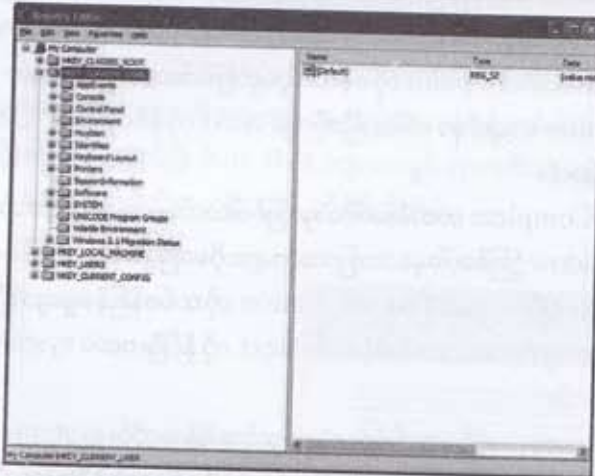 Registry Editor
File Edit View Favorites Help
My Computer
HKEY_CLASSES_ROOT
HKEY_CURRENT_USER
AppEvents
Console
Control Panel
Environment
Identities
Keyboard Layout
Printers
Software
SYSTEM
UNICODE Program Groups
Volatile Environment
Windows 3.1 Migration Status
HKEY_LOCAL_MACHINE
HKEY_USERS
HKEY_CURRENT_CONFIG
Name Type Data
REG_SZ
My Computer\HKEY_CURRENT_USER